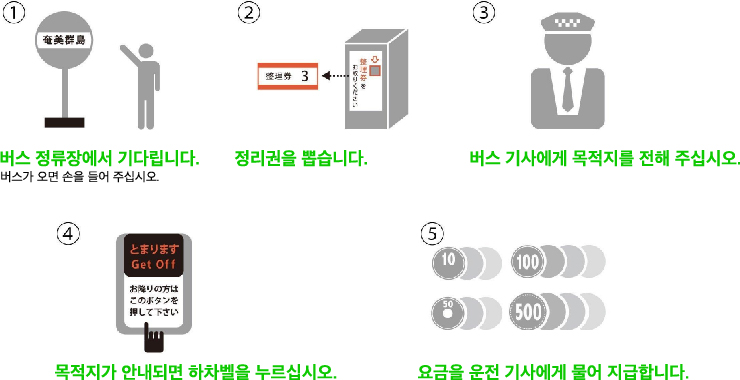 ①
奄美群島
버스 정류장에서 기다립니다.
버스가 오면 손을 들어 주십시오.
②
整理券 3
整理券を
お取りください
정리권을 뽑습니다.
③
버스 기사에게 목적지를 전해 주십시오.
④
とまります
Get Off
お降りの方は
このボタンを
押して下さい
목적지가 안내되면 하차벨을 누르십시오.
⑤
10
100
50
500
요금을 운전 기사에게 물어 지급합니다.